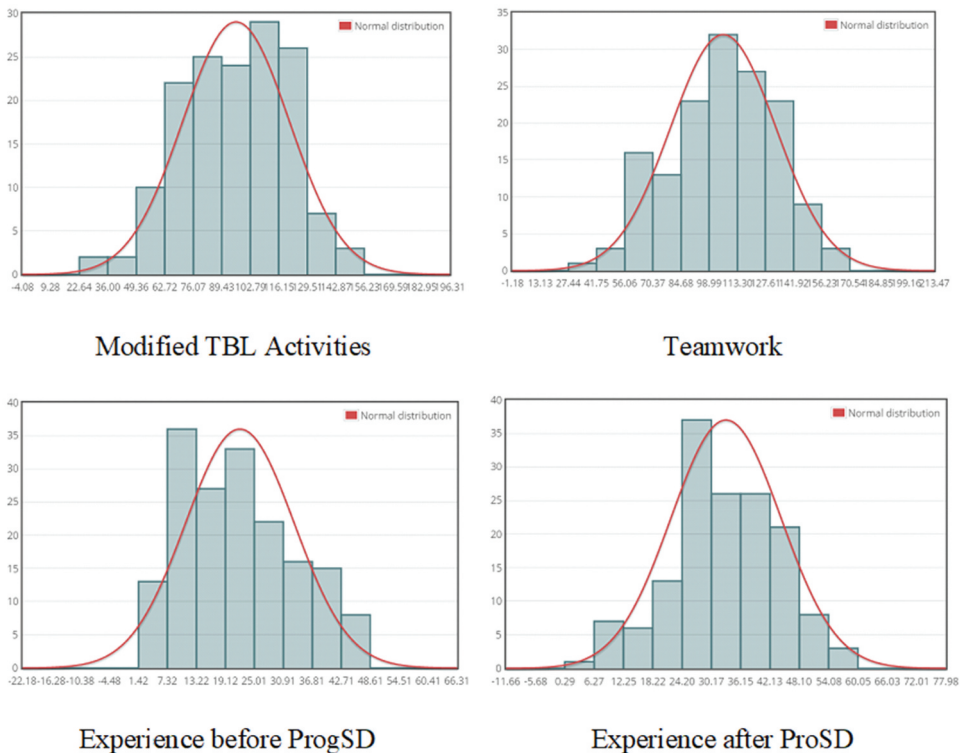 Normal distribution
30
25
20
15
10
5
0
-4.08 9.28 22.64 36.00 49.36 62.72 76.07 89.43 102.79 116.15 129.51 142.87 156.23 169.59 182.95 196.31
Modified TBL Activities
Normal distribution
35
30
25
20
15
10
5
0
-1.18 13.13 27.44 41.75 56.06 70.37 84.68 98.99 113.30 127.61 141.92 156.23 170.54 184.85 199.16 213.47
Teamwork
Normal distribution
40
35
30
25
20
15
10
5
0
-22.18 -16.28 -10.38 -4.48 1.42 7.32 13.22 19.12 25.01 30.91 36.81 42.71 48.61 54.51 60.41 66.31
Experience before ProgSD
Normal distribution
40
35
30
25
20
15
10
5
0
-11.66 -5.68 0.29 6.27 12.25 18.22 24.20 30.17 36.15 42.13 48.10 54.08 60.05 66.03 72.01 77.98
Experience after ProSD